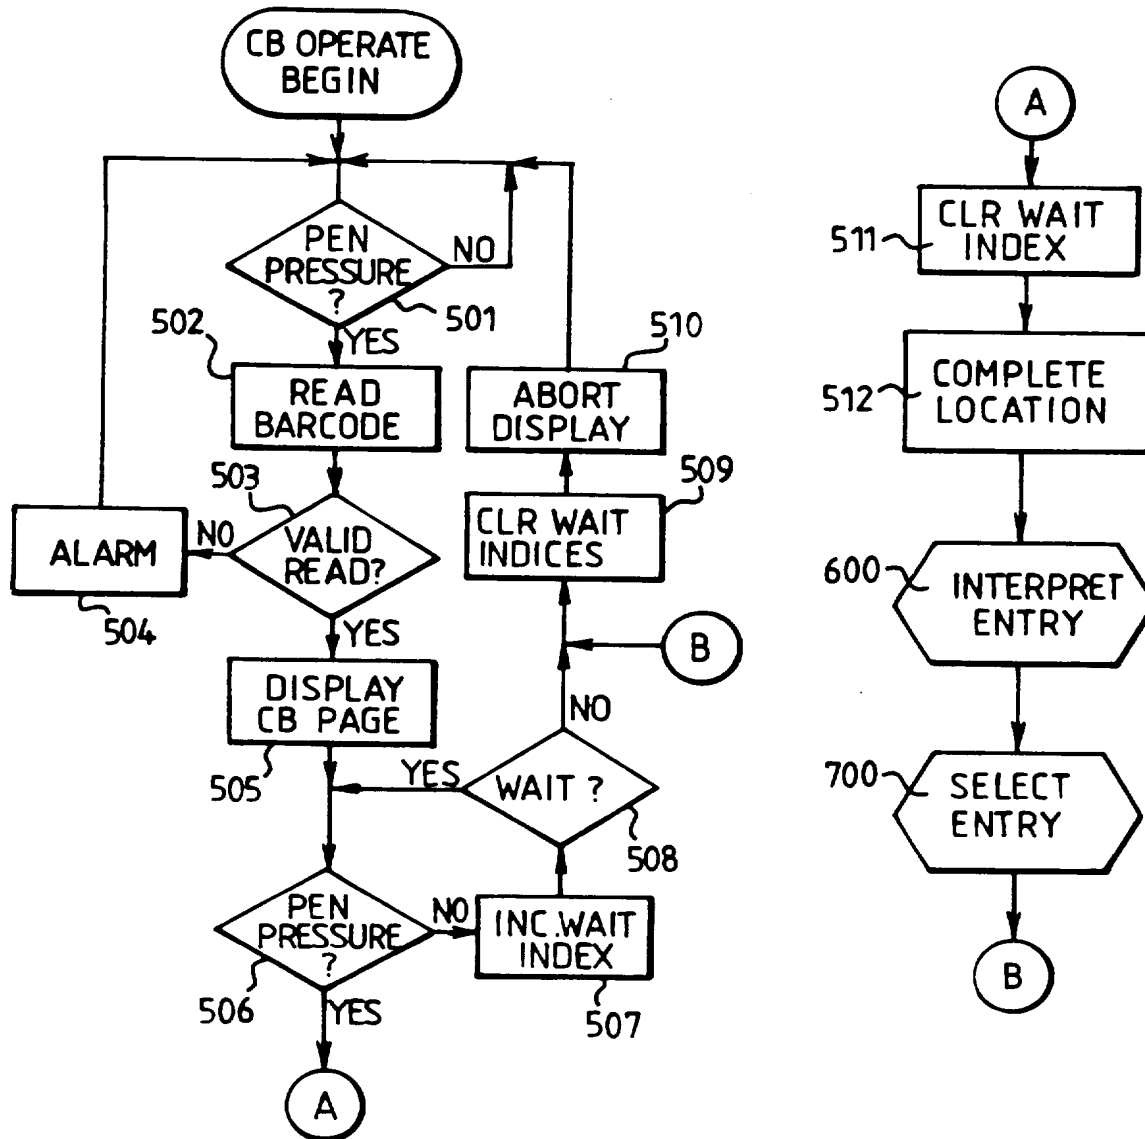 CB OPERATE
BEGIN
PEN
PRESSURE
?
NO
501
YES
502
READ
BARCODE
503
VALID
READ?
NO
ALARM
504
YES
DISPLAY
CB PAGE
505
PEN
PRESSURE
?
506
NO
YES
A
INC.WAIT
INDEX
507
WAIT ?
508
YES
NO
B
CLR WAIT
INDICES
509
ABORT
DISPLAY
510
A
CLR WAIT
INDEX
511
COMPLETE
LOCATION
512
INTERPRET
ENTRY
600
SELECT
ENTRY
700
B